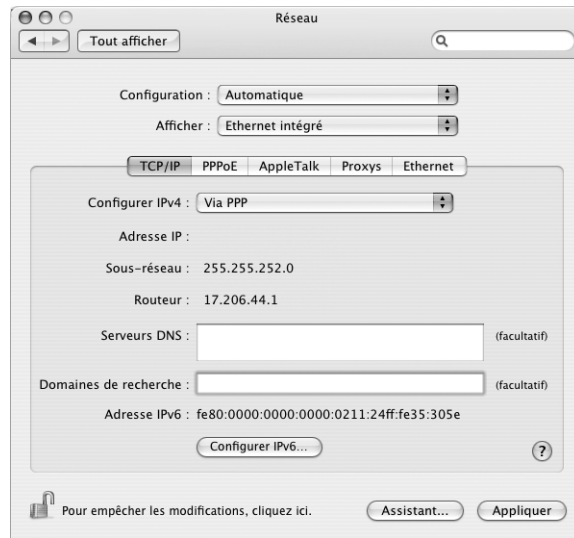 Réseau
Tout afficher
Configuration : Automatique
Afficher : Ethernet intégré
TCP/IP PPPoE AppleTalk Proxys Ethernet
Configurer IPv4 : Via PPP
Adresse IP :
Sous-réseau : 255.255.252.0
Routeur : 17.206.44.1
Serveurs DNS : (facultatif)
Domaines de recherche : (facultatif)
Adresse IPv6 : fe80:0000:0000:0000:0211:24ff:fe35:305e
Configurer IPv6... ?
Pour empêcher les modifications, cliquez ici. Assistant... Appliquer